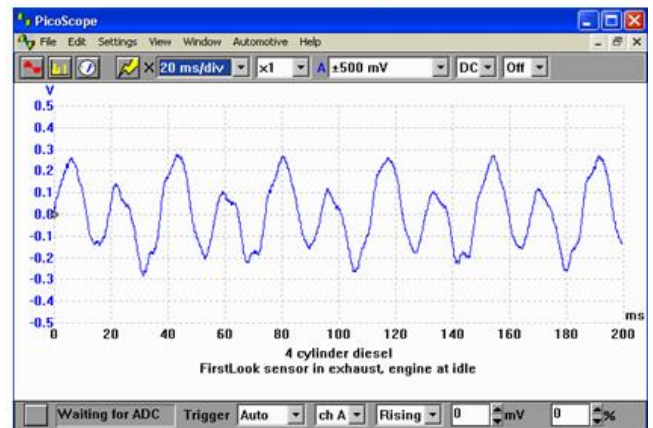 PicoScope
File Edit Settings View Window Automotive Help
20 ms/div ×1 A ±500 mV DC Off
V
0.5
0.4
0.3
0.2
0.1
0.0
-0.1
-0.2
-0.3
-0.4
-0.5
ms
0 20 40 60 80 100 120 140 160 180 200
4 cylinder diesel
FirstLook sensor in exhaust, engine at idle
Waiting for ADC Trigger Auto ch A Rising 0 mV 0 %